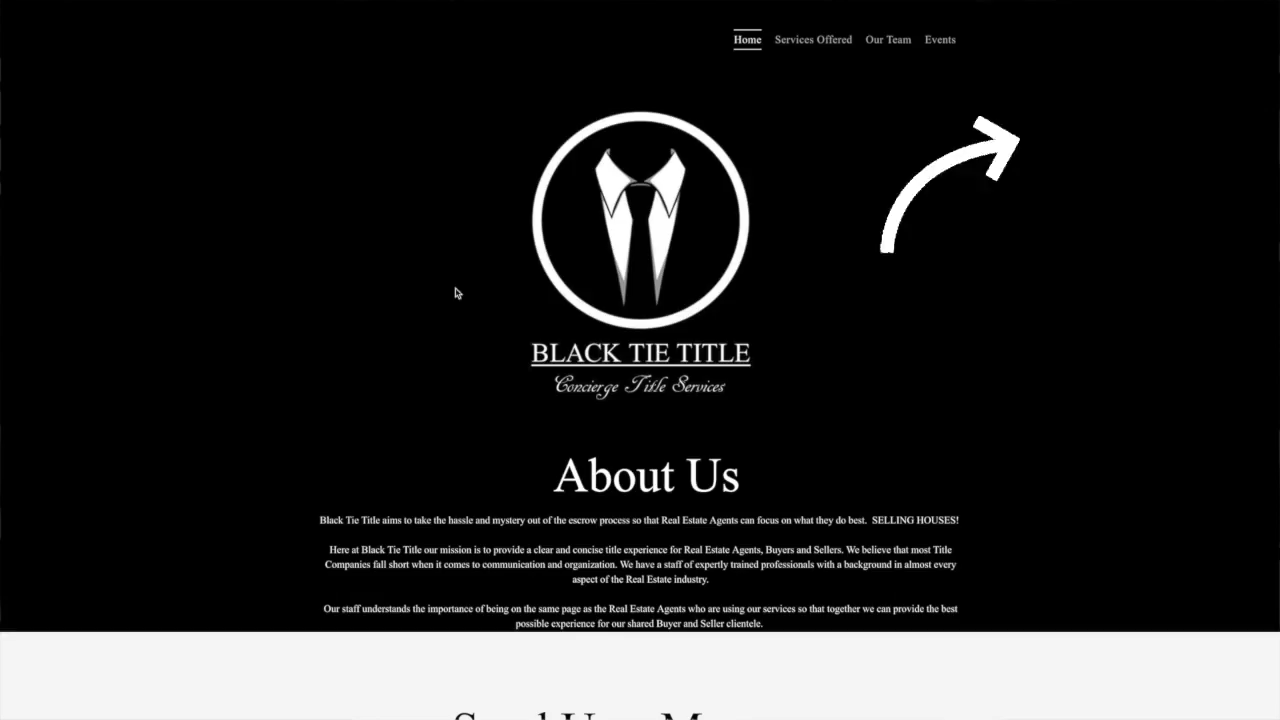 Home Services Offered Our Team Events
BLACK TIE TITLE
Concierge Title Services
About Us
Black Tie Title aims to take the hassle and mystery out of the escrow process so that Real Estate Agents can focus on what they do best.  SELLING HOUSES!
Here at Black Tie Title our mission is to provide a clear and concise title experience for Real Estate Agents, Buyers and Sellers. We believe that most Title
Companies fall short when it comes to communication and organization. We have a staff of expertly trained professionals with a background in almost every
aspect of the Real Estate industry.
Our staff understands the importance of being on the same page as the Real Estate Agents who are using our services so that together we can provide the best
possible experience for our shared Buyer and Seller clientele.